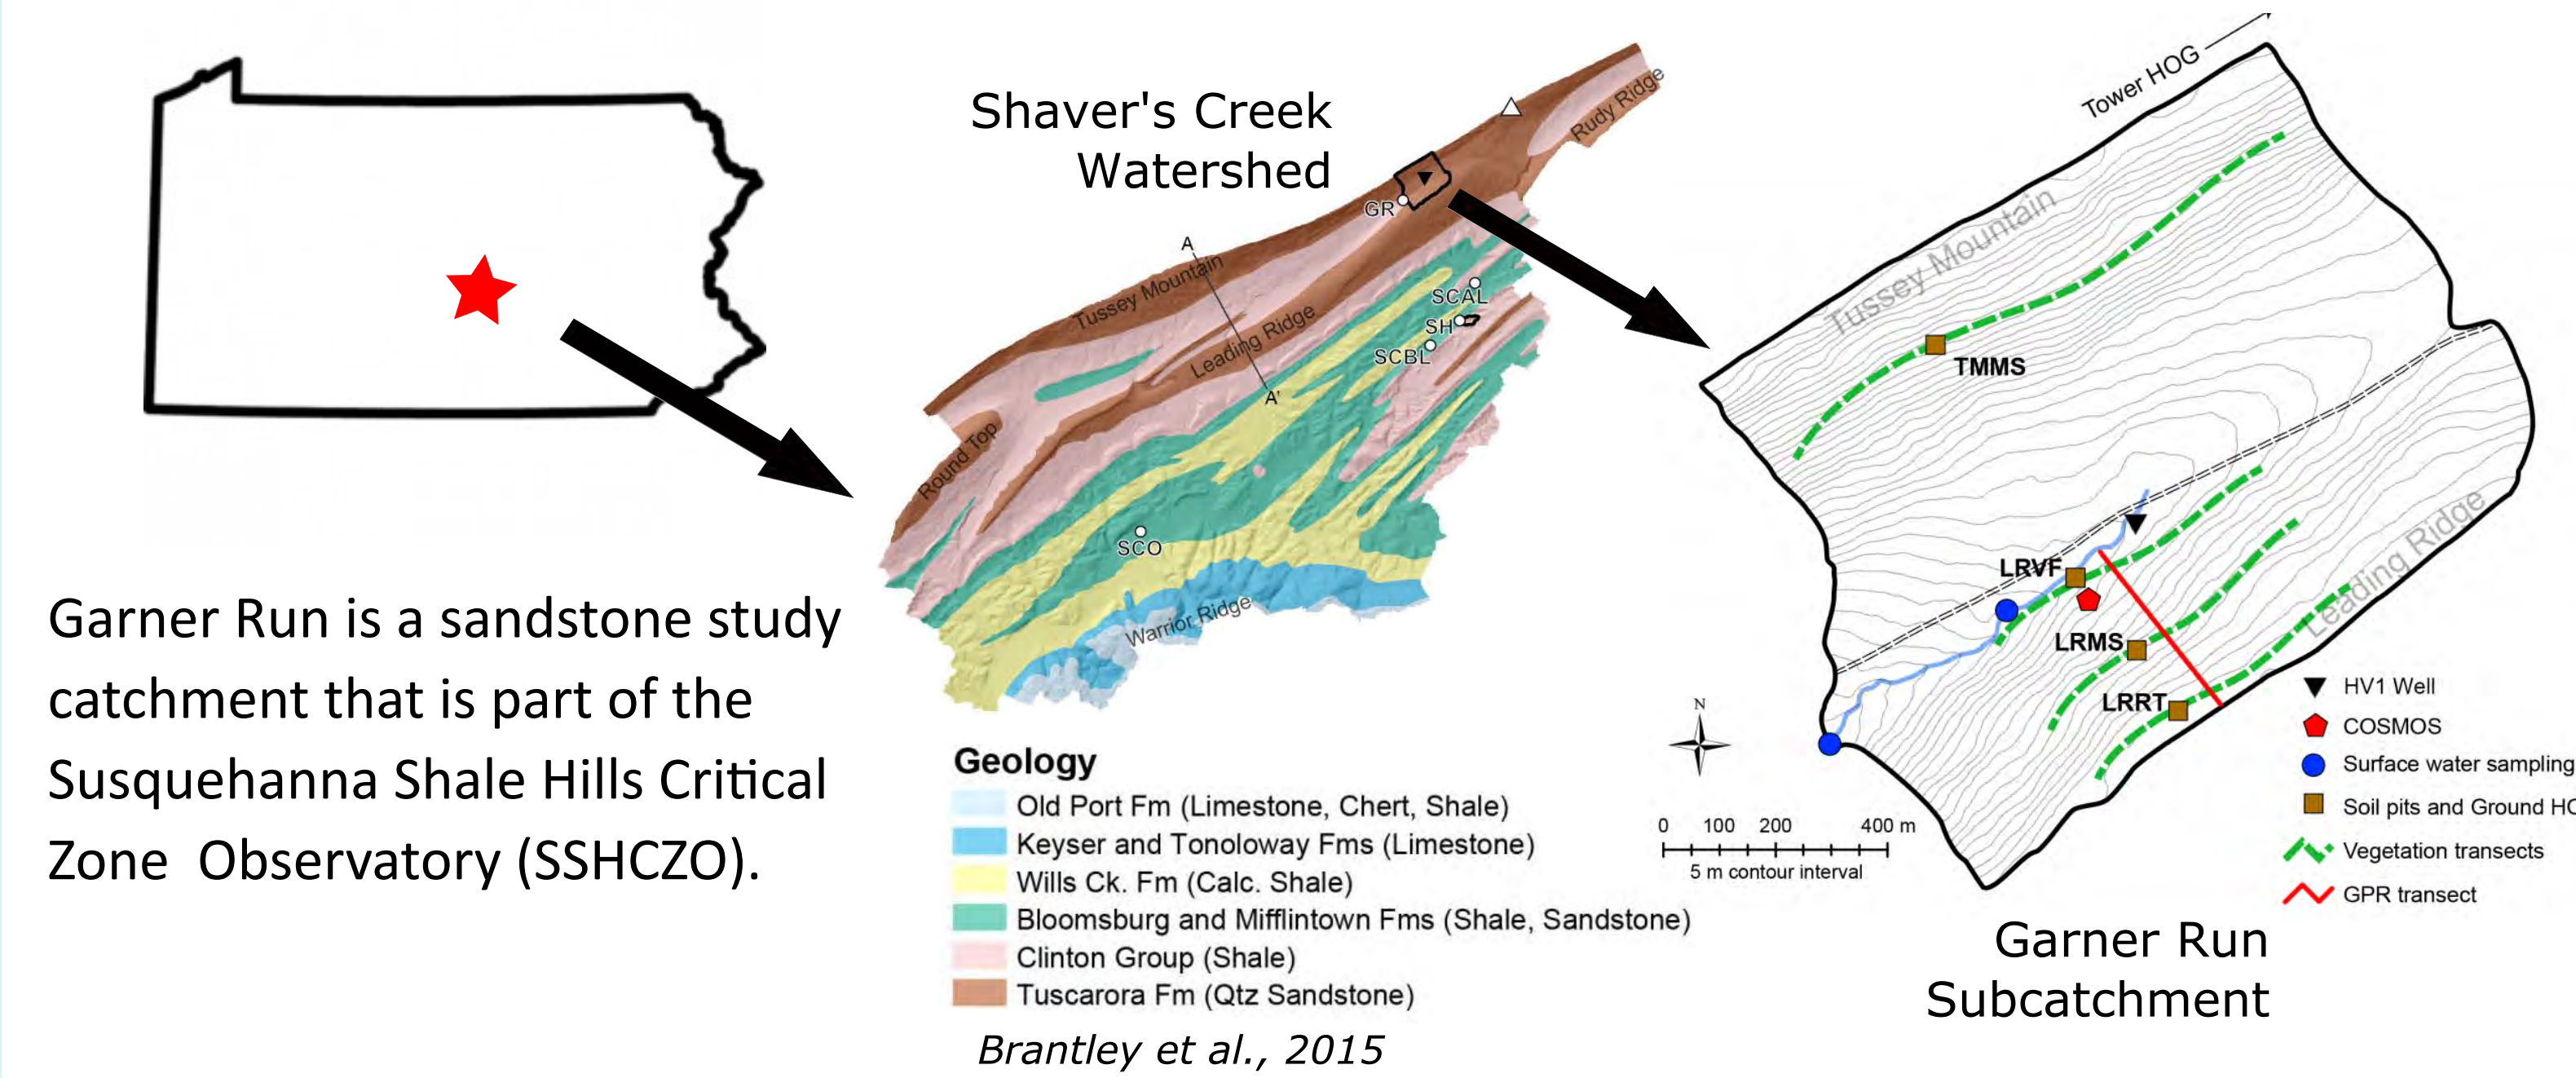 Garner Run is a sandstone study
catchment that is part of the
Susquehanna Shale Hills Critical
Zone  Observatory (SSHCZO).
Shaver's Creek
Watershed
Rudy Ridge
GR
A
Tussey Mountain
Leading Ridge
A'
SCAL
SH
SCBL
Round Top
SCO
Warrior Ridge
Geology
Old Port Fm (Limestone, Chert, Shale)
Keyser and Tonoloway Fms (Limestone)
Wills Ck. Fm (Calc. Shale)
Bloomsburg and Mifflintown Fms (Shale, Sandstone)
Clinton Group (Shale)
Tuscarora Fm (Qtz Sandstone)
Brantley et al., 2015
Tower HOG
Tussey Mountain
TMMS
LRVF
LRMS
LRRT
Leading Ridge
N
0 100 200 400 m
5 m contour interval
HV1 Well
COSMOS
Surface water sampling
Soil pits and Ground HO
Vegetation transects
GPR transect
Garner Run
Subcatchment